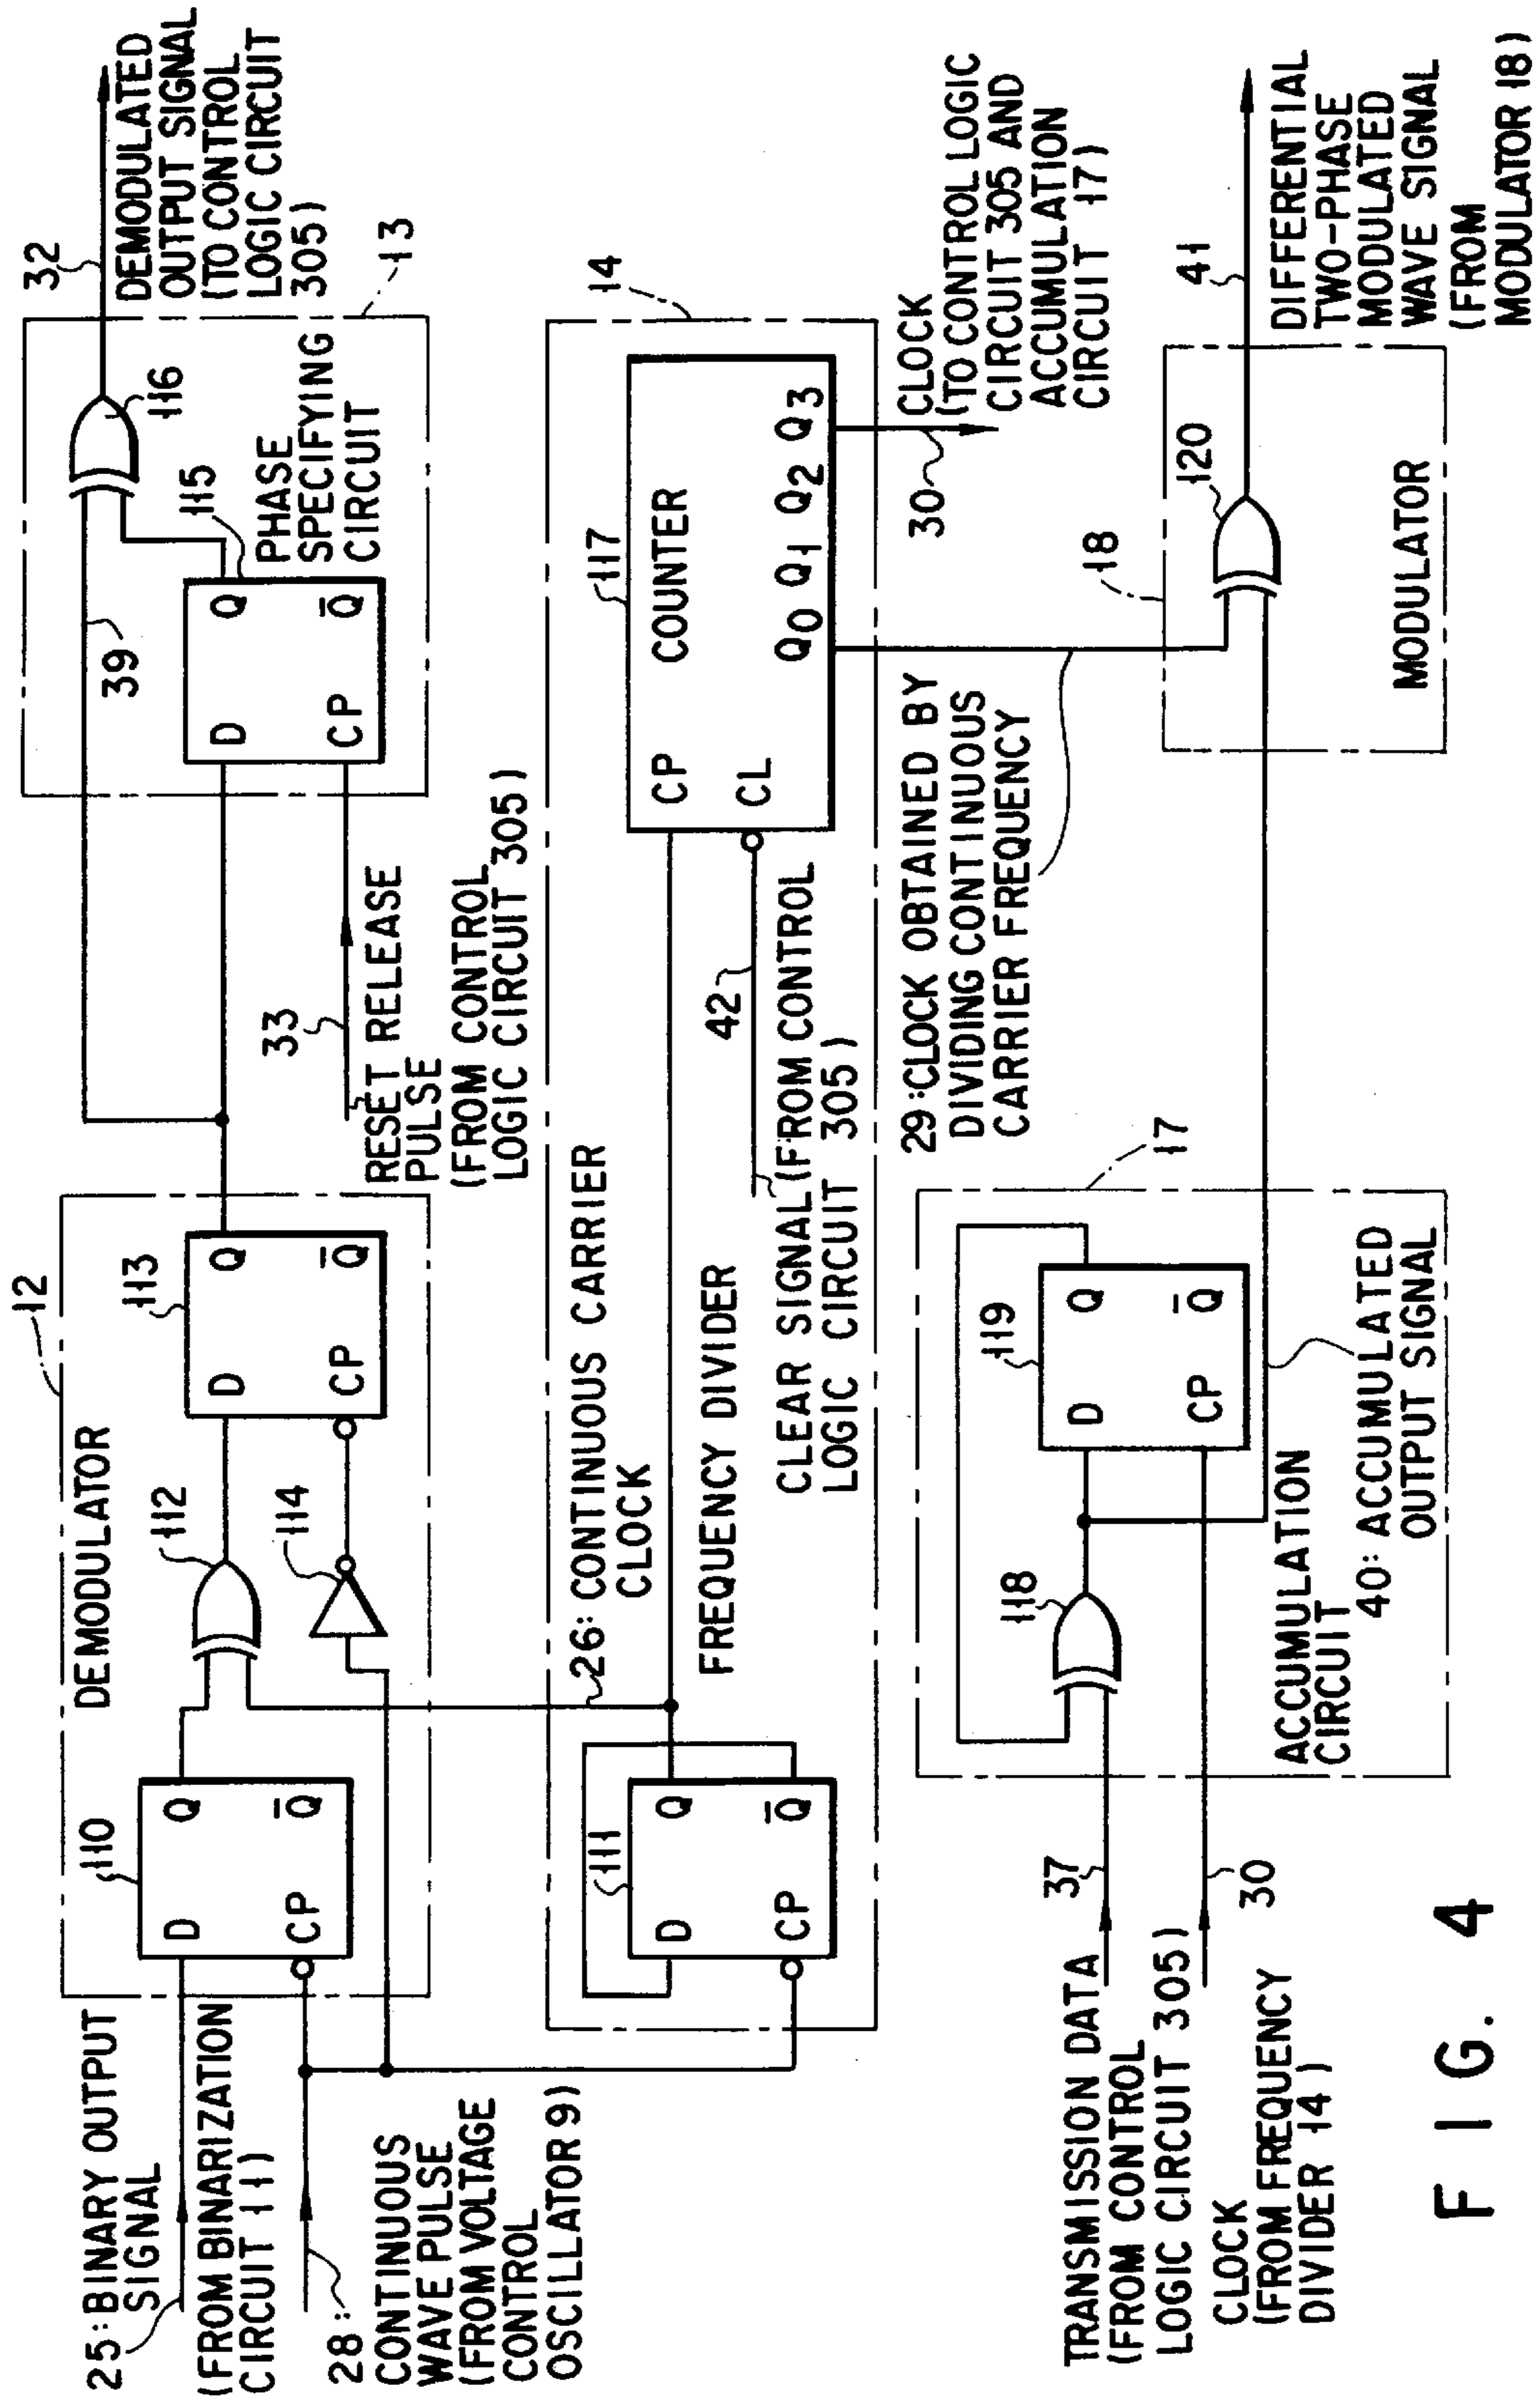 25: BINARY OUTPUT
SIGNAL
(FROM BINARIZATION
CIRCUIT 11)
28:
CONTINUOUS
WAVE PULSE
(FROM VOLTAGE
CONTROL
OSCILLATOR 9)
12
DEMODULATOR
110
D
Q
CP
Q̄
112
114
113
D
Q
CP
Q̄
33
RESET RELEASE
PULSE
(FROM CONTROL
LOGIC CIRCUIT 305)
39
D
Q
CP
Q̄
115
116
PHASE
SPECIFYING
CIRCUIT
13
32
DEMODULATED
OUTPUT SIGNAL
(TO CONTROL
LOGIC CIRCUIT
305)
111
D
Q
CP
Q̄
26: CONTINUOUS CARRIER
CLOCK
FREQUENCY DIVIDER
42
CLEAR SIGNAL (FROM CONTROL
LOGIC CIRCUIT 305)
117
CP
COUNTER
CL
Q0 Q1 Q2 Q3
14
30
CLOCK
(TO CONTROL LOGIC
CIRCUIT 305 AND
ACCUMULATION
CIRCUIT 17)
29: CLOCK OBTAINED BY
DIVIDING CONTINUOUS
CARRIER FREQUENCY
TRANSMISSION DATA
(FROM CONTROL
LOGIC CIRCUIT 305)
37
CLOCK
(FROM FREQUENCY
DIVIDER 14)
30
118
119
D
Q
CP
Q̄
17
ACCUMULATION
CIRCUIT
40: ACCUMULATED
OUTPUT SIGNAL
18
120
MODULATOR
41
DIFFERENTIAL
TWO-PHASE
MODULATED
WAVE SIGNAL
(FROM
MODULATOR 18)
FIG. 4